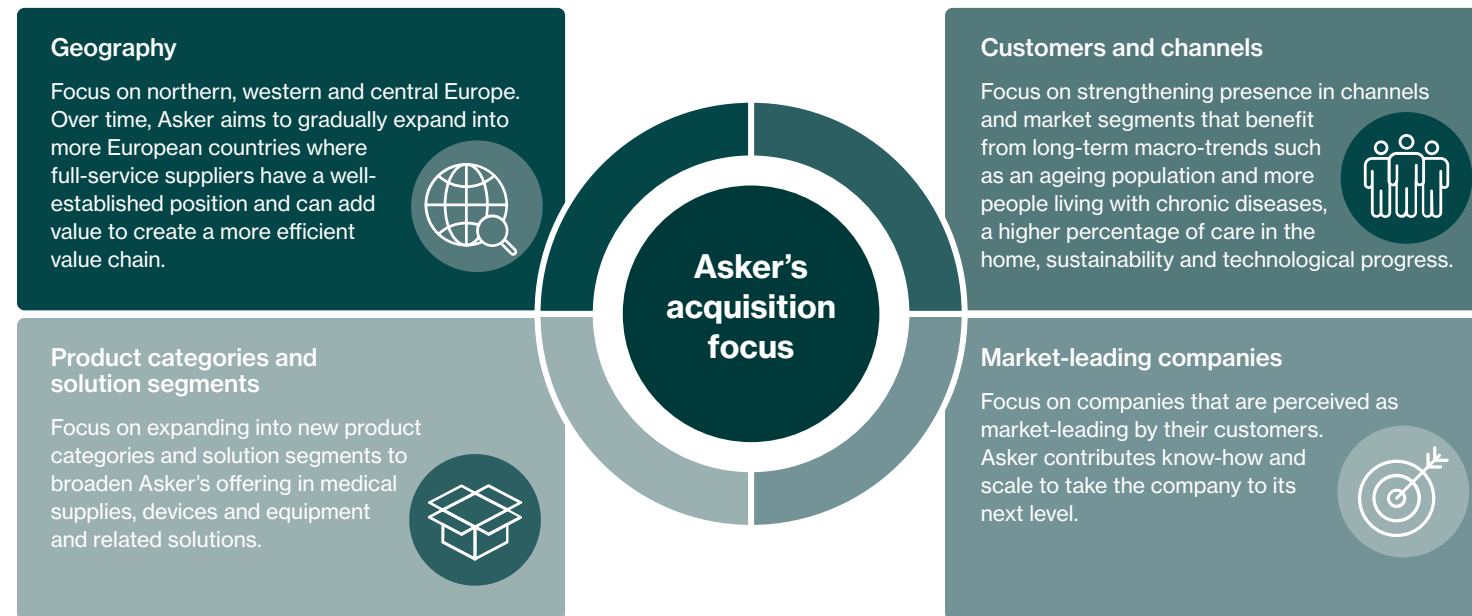 Geography
Focus on northern, western and central Europe.
Over time, Asker aims to gradually expand into
more European countries where
full-service suppliers have a well-
established position and can add
value to create a more efficient
value chain.
Customers and channels
Focus on strengthening presence in channels
and market segments that benefit
from long-term macro-trends such
as an ageing population and more
people living with chronic diseases,
a higher percentage of care in the
home, sustainability and technological progress.
Asker’s
acquisition
focus
Product categories and
solution segments
Focus on expanding into new product
categories and solution segments to
broaden Asker’s offering in medical
supplies, devices and equipment
and related solutions.
Market-leading companies
Focus on companies that are perceived as
market-leading by their customers.
Asker contributes know-how and
scale to take the company to its
next level.